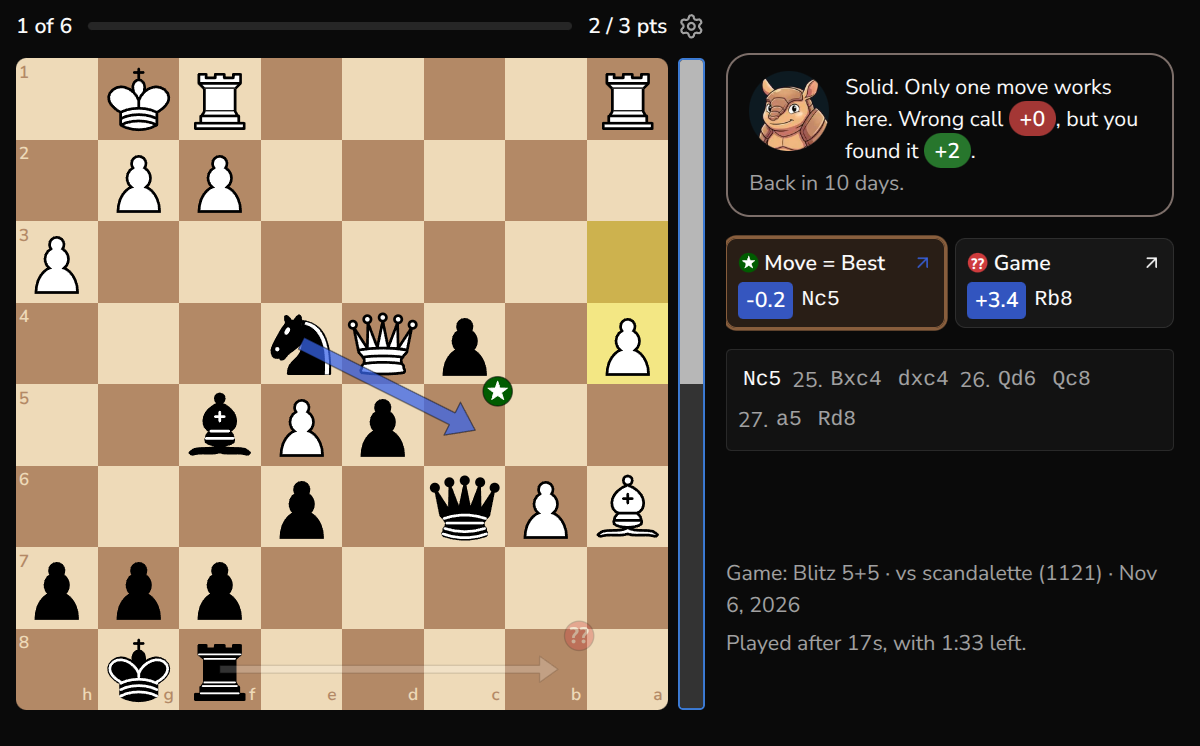 1 of 6
2 / 3 pts
1
2
3
4
5
6
7
8
h g f e d c b a
??
Solid. Only one move works
here. Wrong call +0, but you
found it +2.
Back in 10 days.
Move = Best
-0.2 Nc5
?? Game
+3.4 Rb8
Nc5 25. Bxc4 dxc4 26. Qd6 Qc8
27. a5 Rd8
Game: Blitz 5+5 · vs scandalette (1121) · Nov
6, 2026
Played after 17s, with 1:33 left.